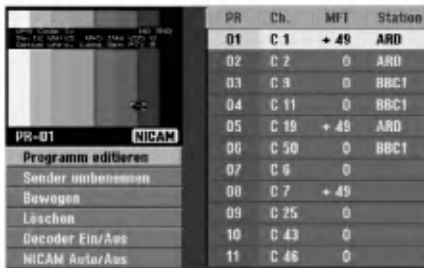 PR Ch. MFT Station
01 C 1 + 49 ARD
02 C 2 0 ARD
03 C 9 0 BBC1
04 C 11 0 BBC1
05 C 19 + 49 ARD
06 C 50 0 BBC1
07 C 6 0
08 C 7 + 49
09 C 25 0
10 C 43 0
11 C 46 0
PR-01 NICAM
Programm editieren
Sender umbenennen
Bewegen
Löschen
Decoder Ein/Aus
NICAM Auto/Aus